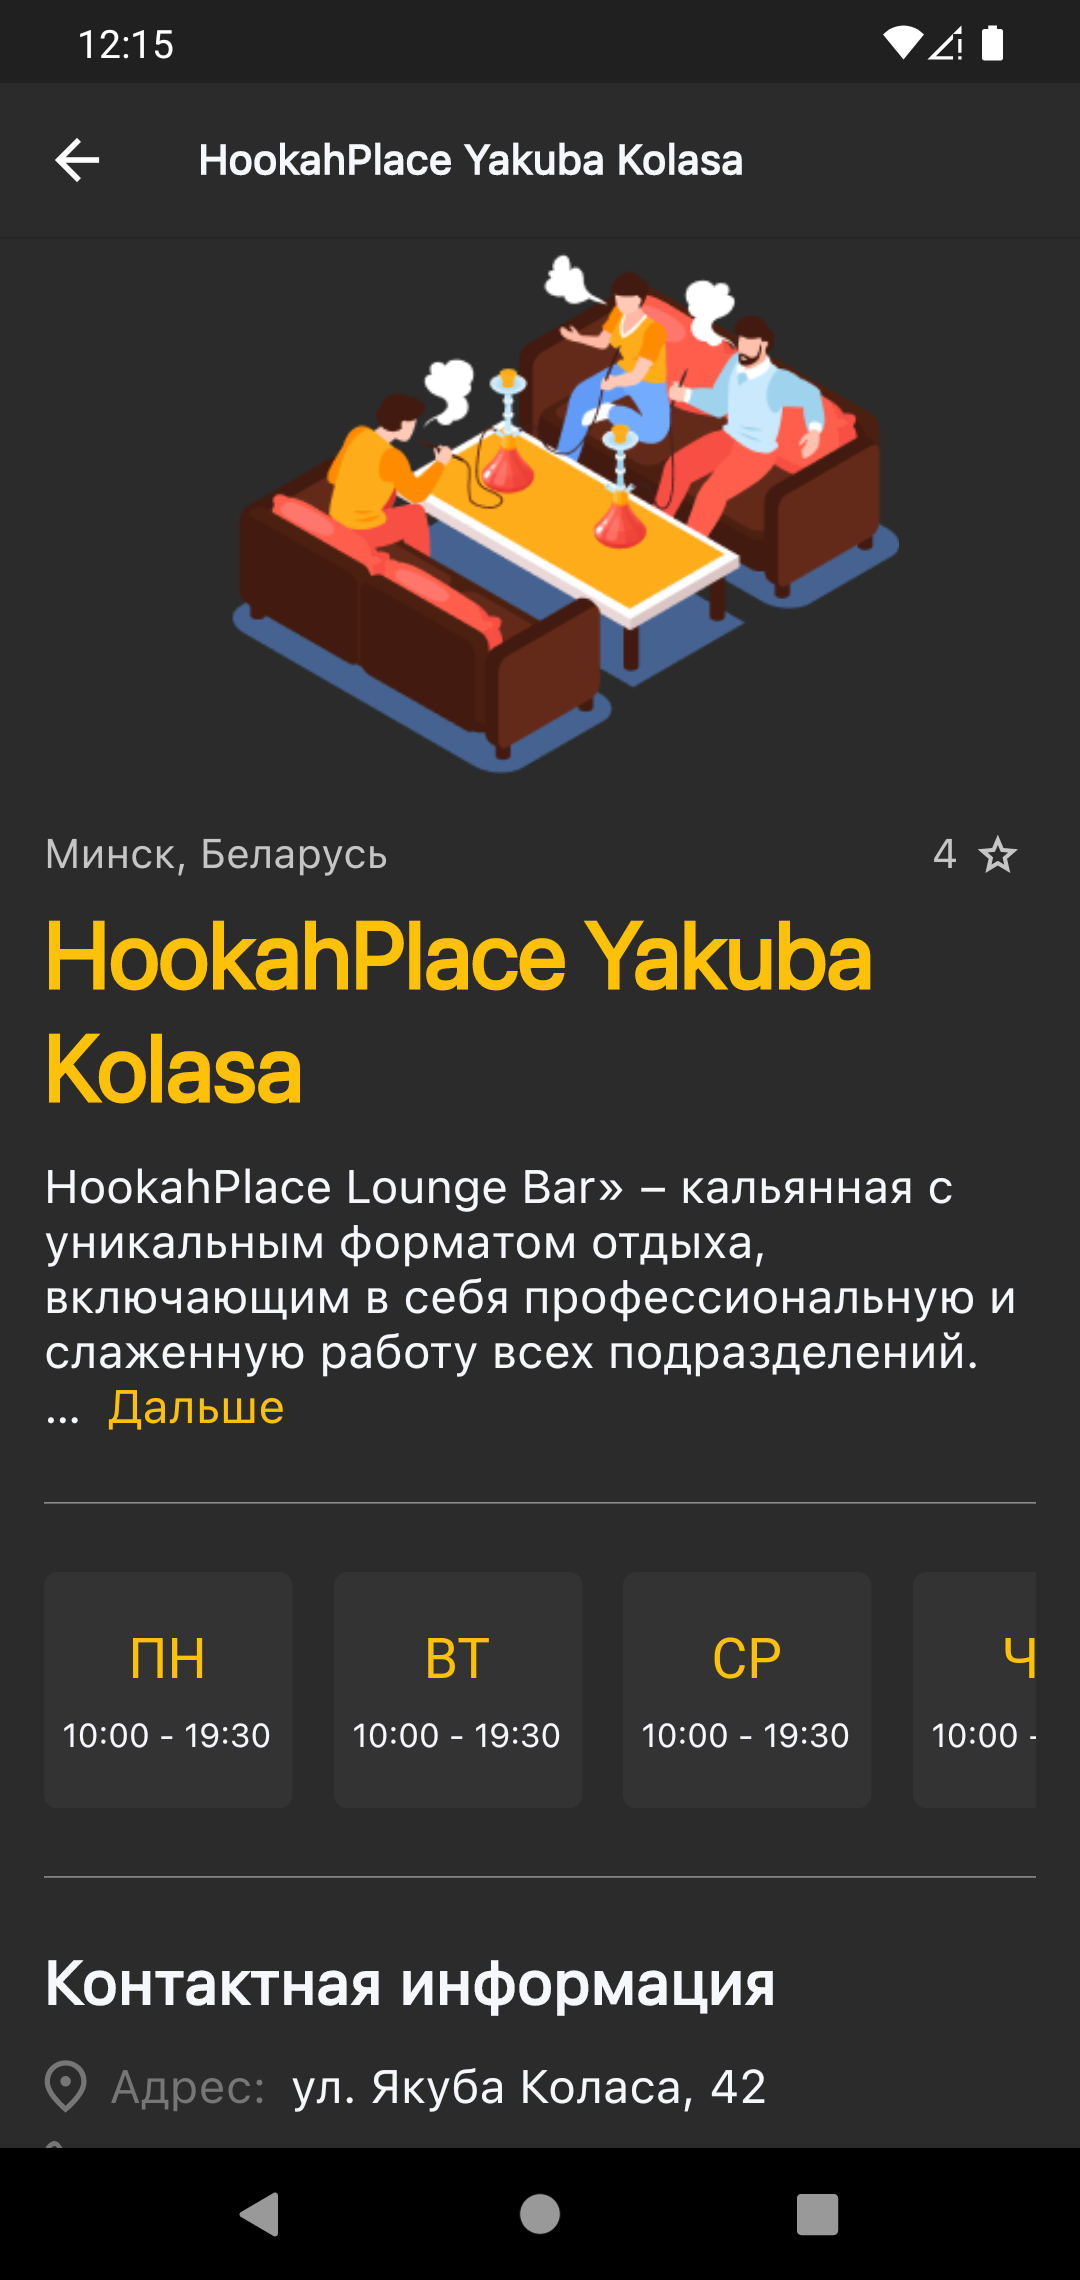 12:15
HookahPlace Yakuba Kolasa
Минск, Беларусь
4
HookahPlace Yakuba
Kolasa
HookahPlace Lounge Bar» – кальянная с
уникальным форматом отдыха,
включающим в себя профессиональную и
слаженную работу всех подразделений.
... Дальше
ПН ВТ СР Ч
10:00 - 19:30 10:00 - 19:30 10:00 - 19:30 10:00 -
Контактная информация
Адрес: ул. Якуба Коласа, 42